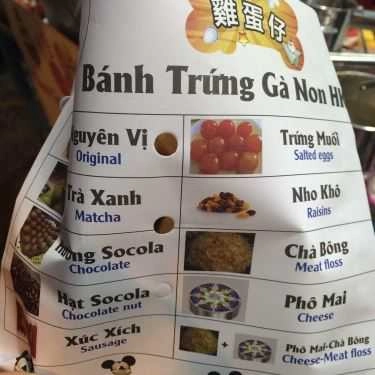 雞蛋仔
Bánh Trứng Gà Non
Nguyên Vị
Original
Trứng Muối
Salted eggs
Trà Xanh
Matcha
Nho Khô
Raisins
Socola
Chocolate
Chà Bông
Meat floss
Hạt Socola
Chocolate nut
Phô Mai
Cheese
Xúc Xích
Sausage
+
Phô Mai-Chà Bông
Cheese-Meat floss